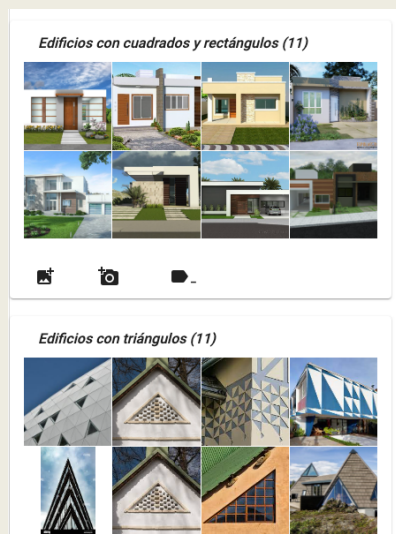 Edificios con cuadrados y rectángulos (11)
Edificios con triángulos (11)